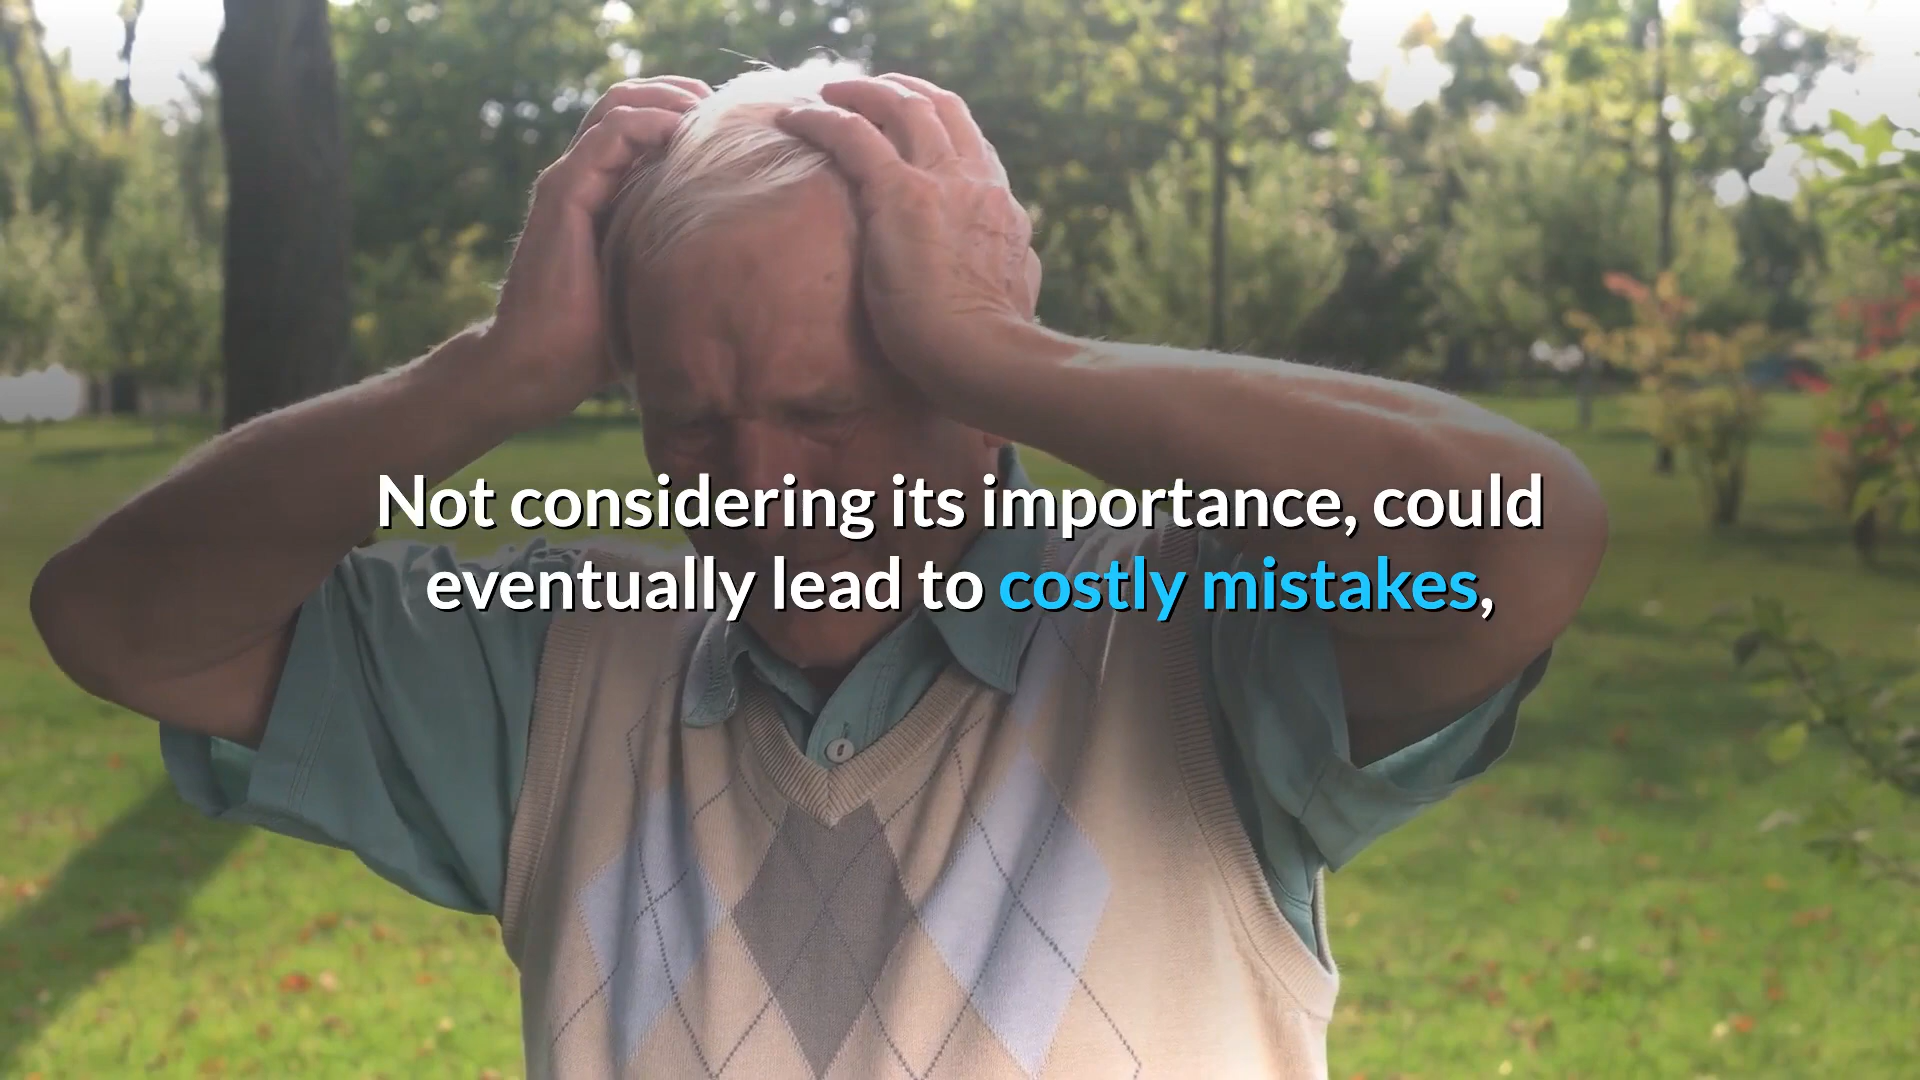 Not considering its importance, could
eventually lead to costly mistakes,